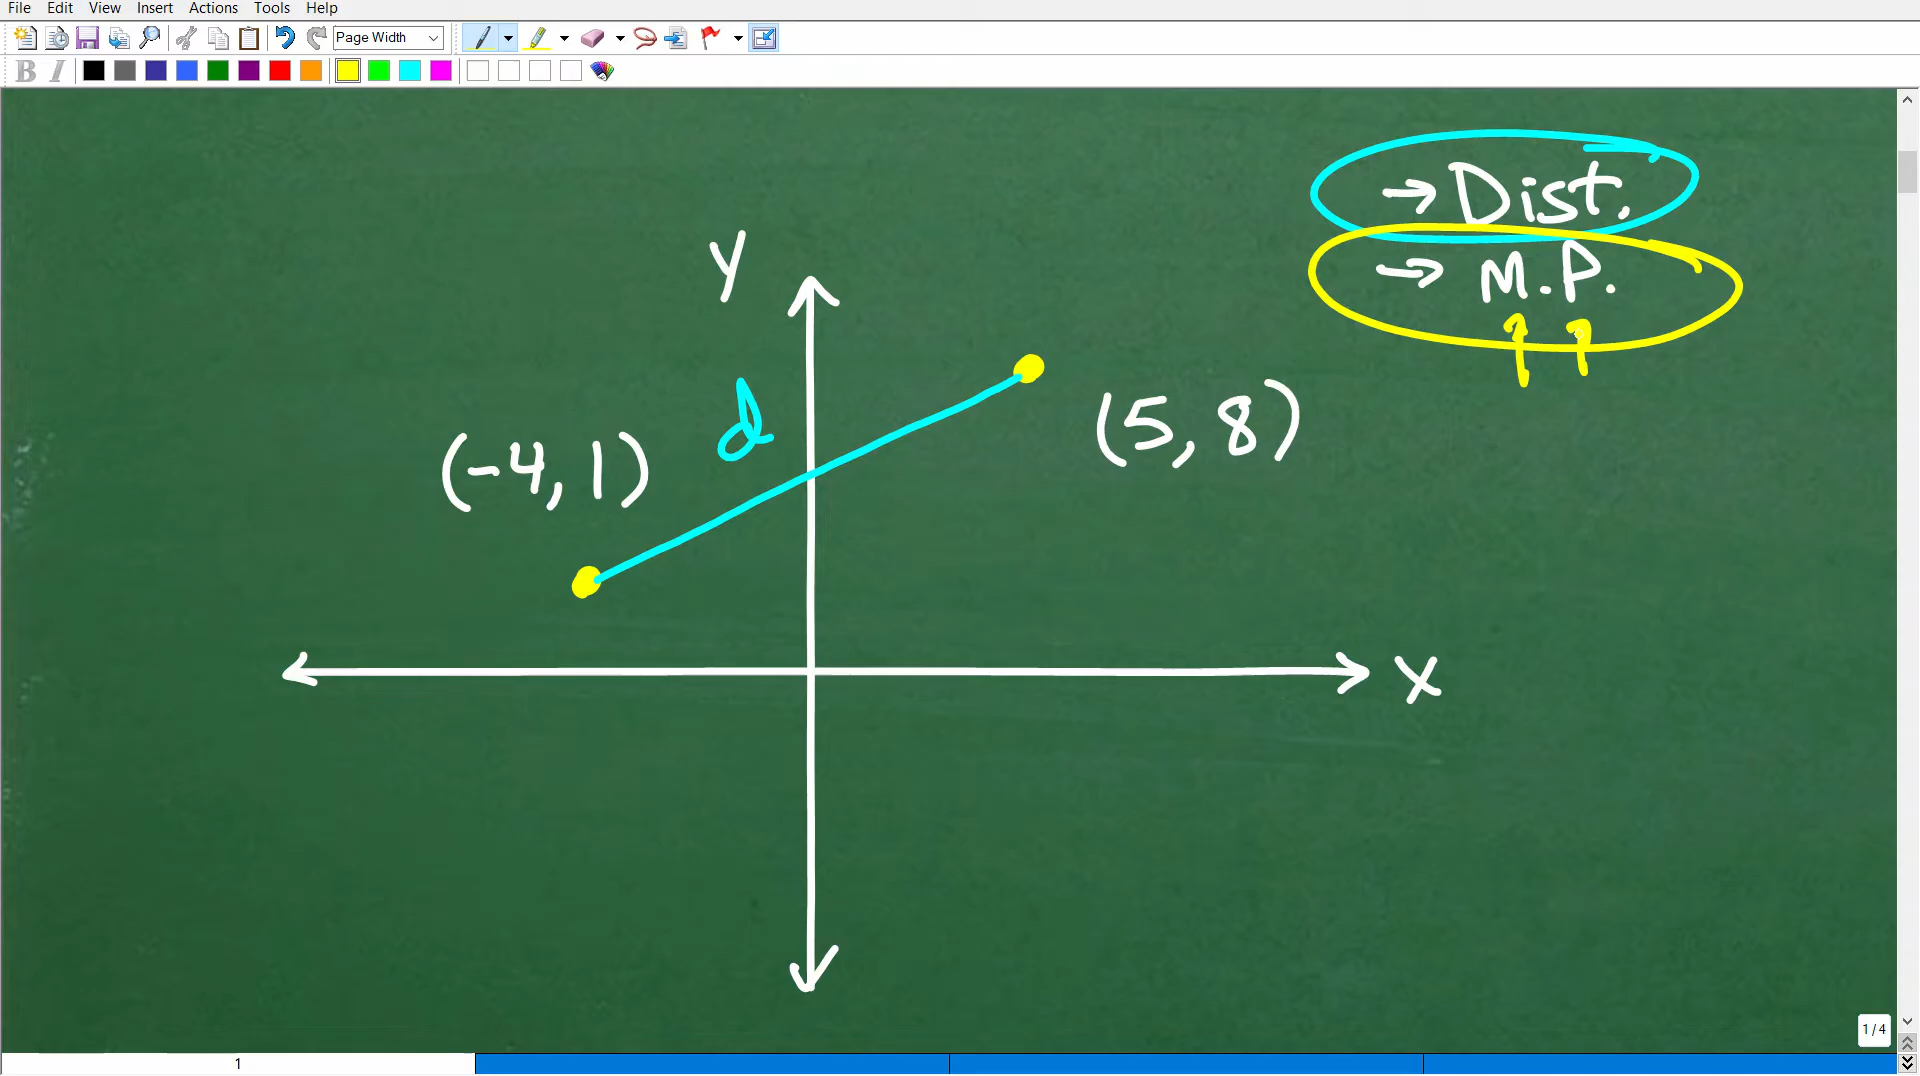 File Edit View Insert Actions Tools Help
Page Width
B I
→ Dist.
→ M.P.
y
d
(5, 8)
(-4, 1)
x
1 / 4
1